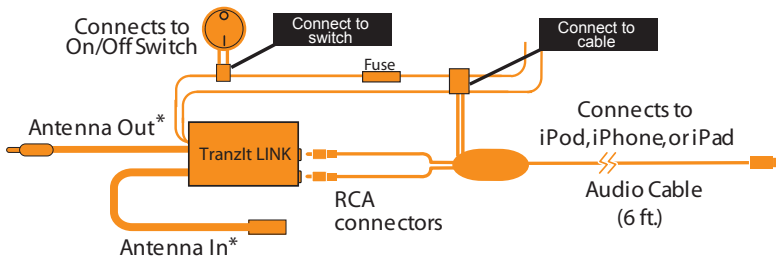 Connects to
On/Off Switch
Connect to
switch
Connect to
cable
Fuse
Antenna Out*
TranzIt LINK
Connects to
iPod, iPhone, or iPad
RCA
connectors
Audio Cable
(6 ft.)
Antenna In*